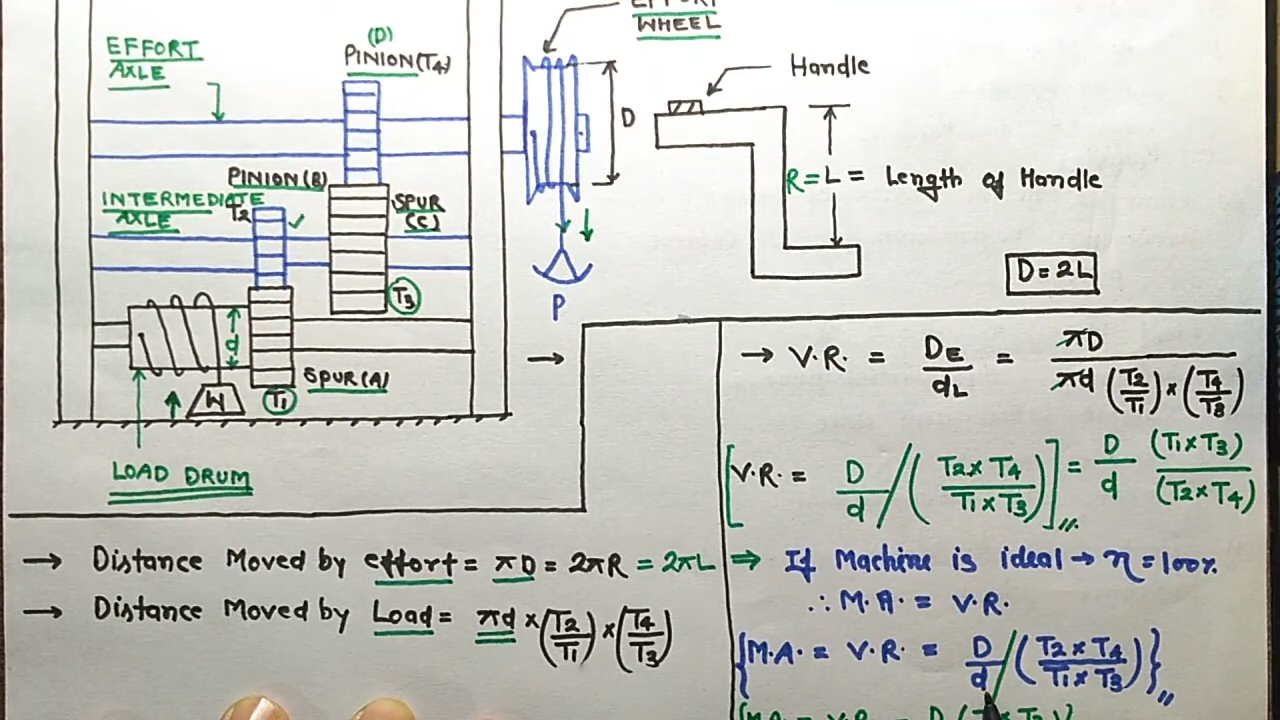 EFFORT
WHEEL
EFFORT
AXLE
(D)
PINION(T4)
D
Handle
R=L = Length of Handle
D=2L
PINION(B)
INTERMEDIATE
AXLE
T2
SPUR
(C)
T3
P
d
W
T1
SPUR(A)
LOAD DRUM
→ V.R. = DE/dL = πD/πd (T2/T1)×(T4/T3)
[V.R. = D/d/(T2×T4/T1×T3)] = D/d (T1×T3)/(T2×T4)
→ Distance Moved by effort = πD = 2πR = 2πL
→ Distance Moved by Load = πd×(T2/T1)×(T4/T3)
⇒ If Machine is ideal → η=100%
∴ M.A. = V.R.
{M.A. = V.R. = D/d/(T2×T4/T1×T3)}